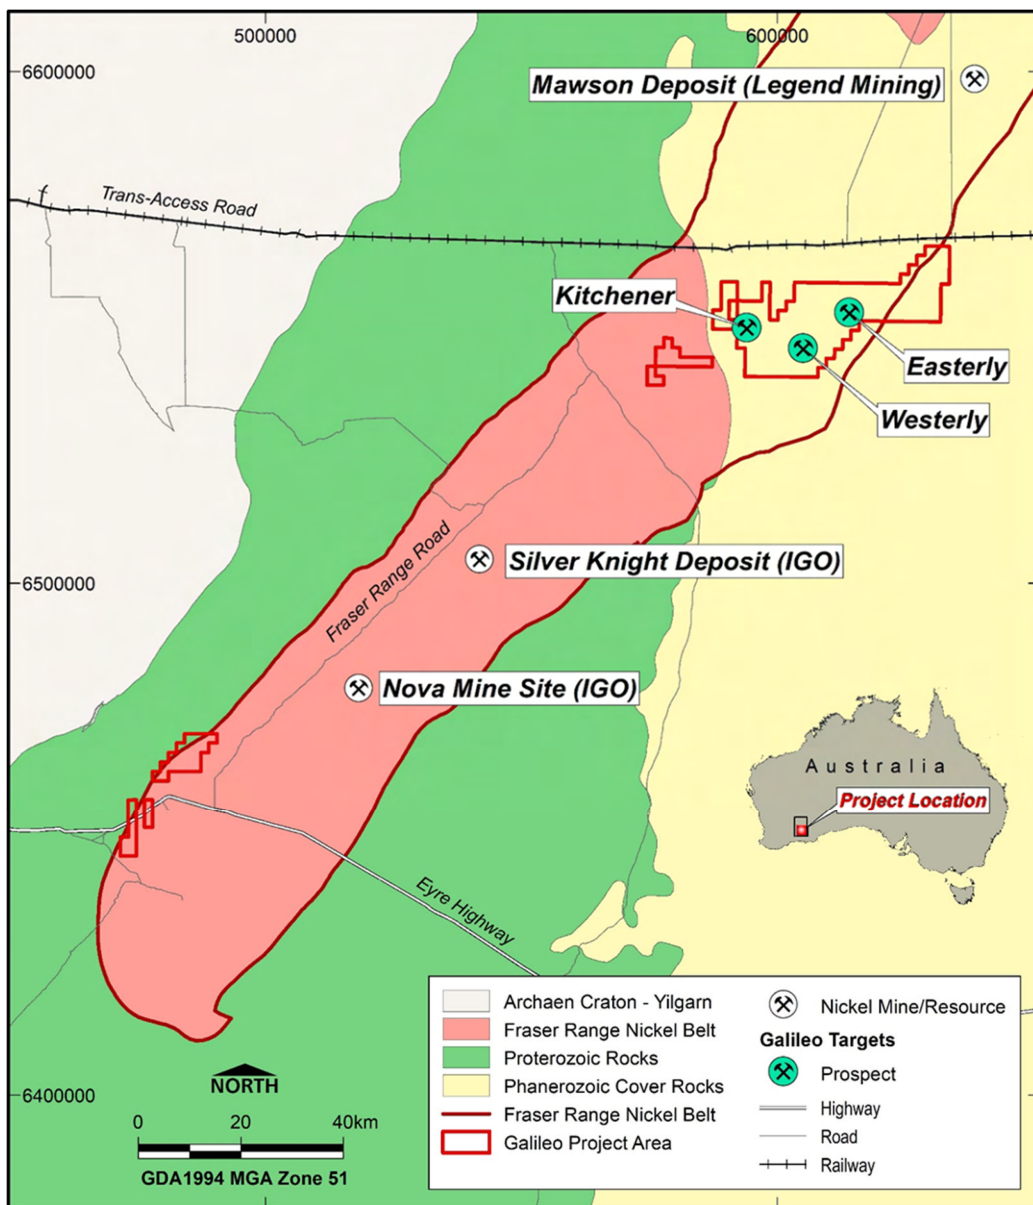 500000
600000
6600000
Mawson Deposit (Legend Mining)
Trans-Access Road
Kitchener
Easterly
Westerly
Fraser Range Road
Silver Knight Deposit (IGO)
6500000
Nova Mine Site (IGO)
Australia
Project Location
Eyre Highway
NORTH
6400000
0 20 40km
GDA1994 MGA Zone 51
Archaen Craton - Yilgarn
Fraser Range Nickel Belt
Proterozoic Rocks
Phanerozoic Cover Rocks
Fraser Range Nickel Belt
Galileo Project Area
Nickel Mine/Resource
Galileo Targets
Prospect
Highway
Road
Railway